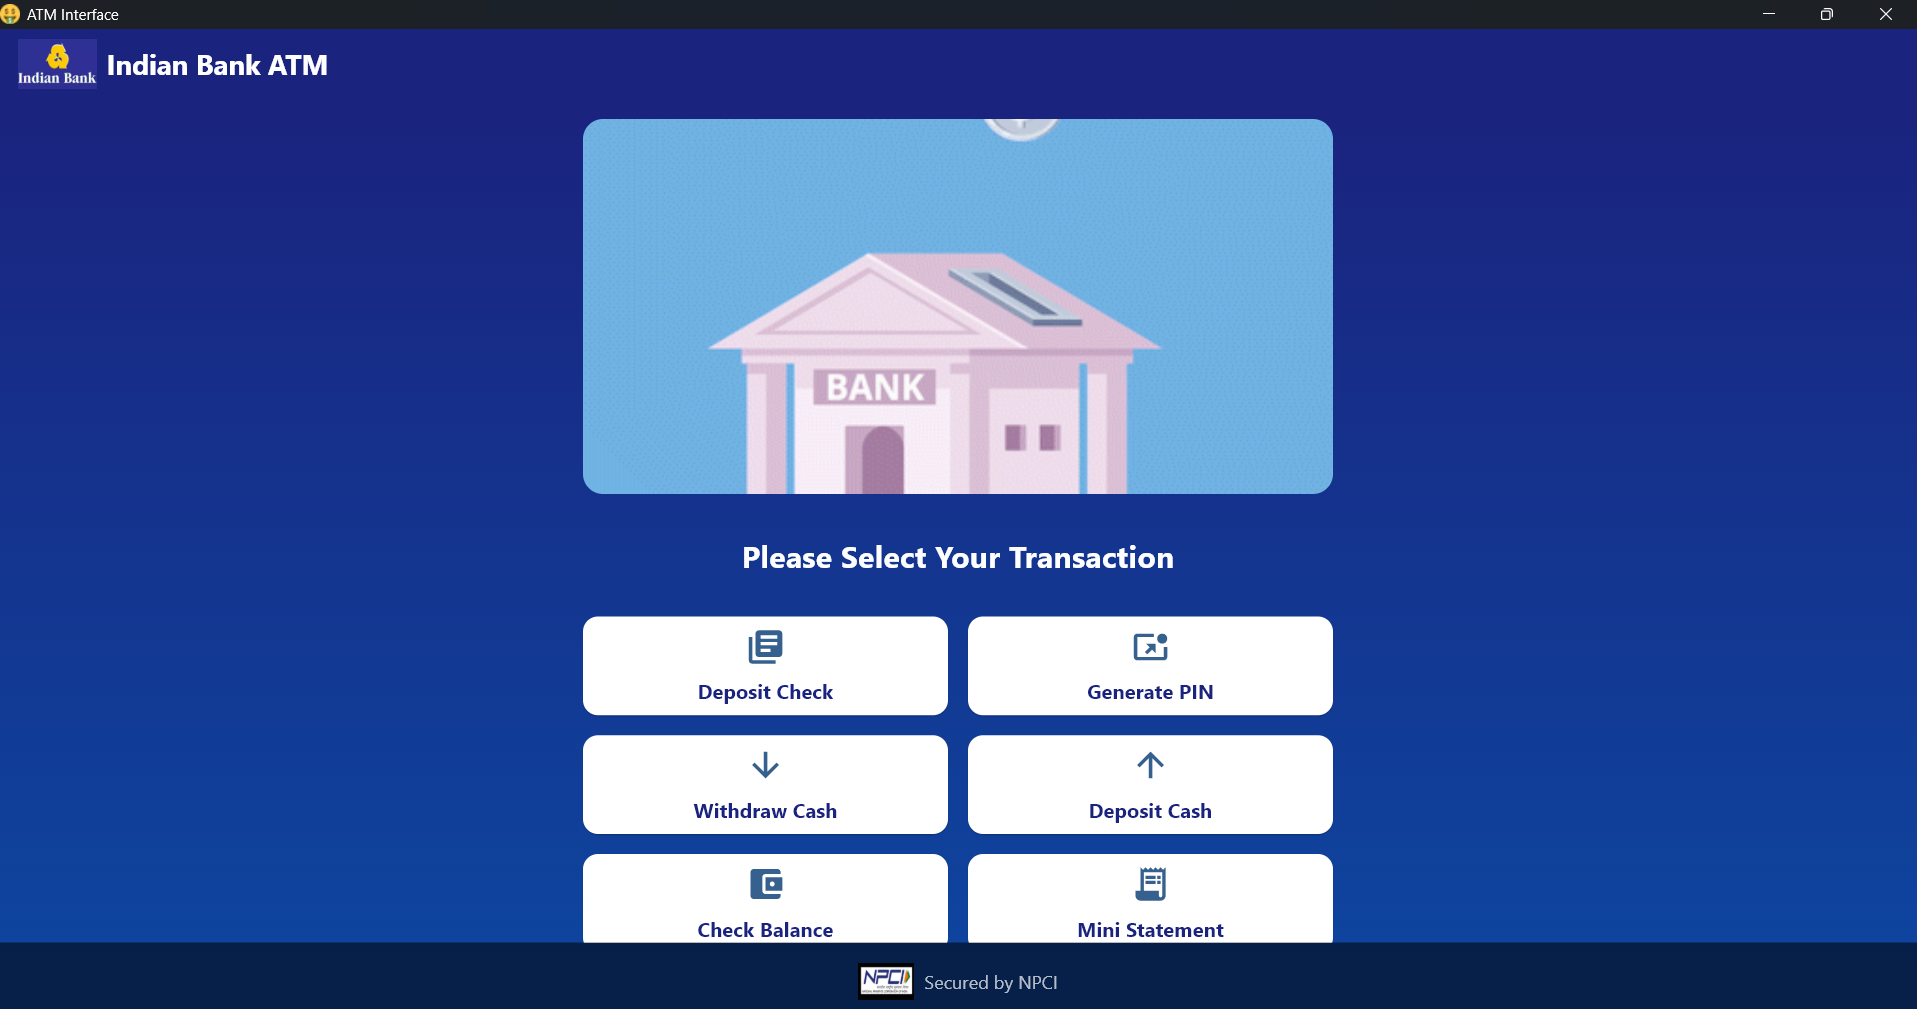 ATM Interface
Indian Bank
Indian Bank ATM
BANK
Please Select Your Transaction
Deposit Check
Generate PIN
Withdraw Cash
Deposit Cash
Check Balance
Mini Statement
NPCI
Secured by NPCI